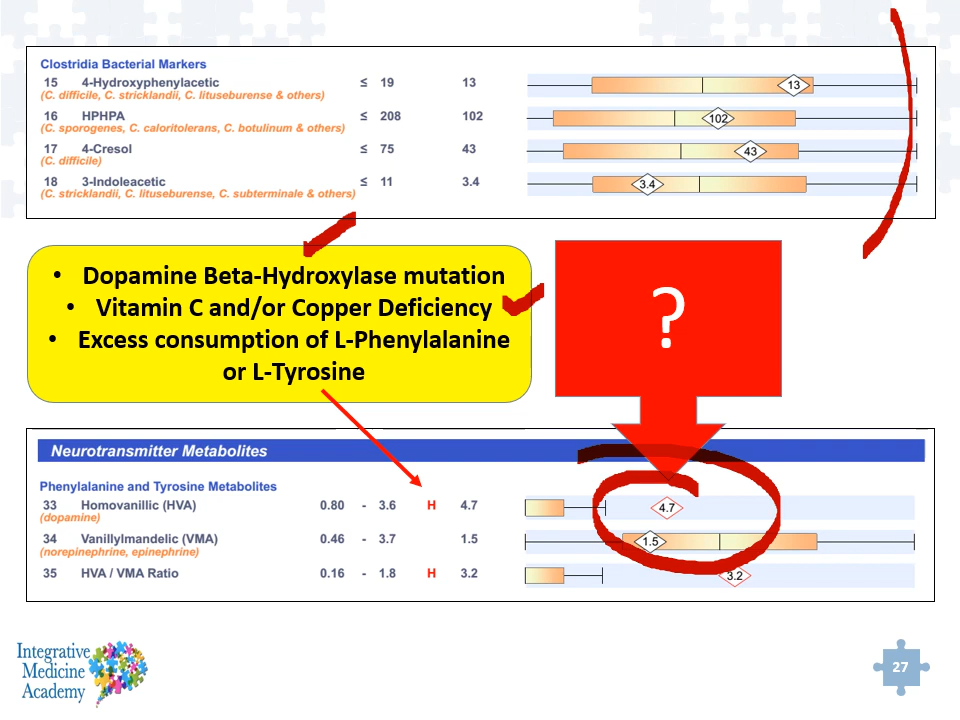 Clostridia Bacterial Markers
15 4-Hydroxyphenylacetic ≤ 19 13 13
(C. difficile, C. stricklandii, C. lituseburense & others)
16 HPHPA ≤ 208 102 102
(C. sporogenes, C. caloritolerans, C. botulinum & others)
17 4-Cresol ≤ 75 43 43
(C. difficile)
18 3-Indoleacetic ≤ 11 3.4 3.4
(C. stricklandii, C. lituseburense, C. subterminale & others)
• Dopamine Beta-Hydroxylase mutation
• Vitamin C and/or Copper Deficiency
• Excess consumption of L-Phenylalanine
or L-Tyrosine
?
Neurotransmitter Metabolites
Phenylalanine and Tyrosine Metabolites
33 Homovanillic (HVA) 0.80 - 3.6 H 4.7 4.7
(dopamine)
34 Vanillylmandelic (VMA) 0.46 - 3.7 1.5 1.5
(norepinephrine, epinephrine)
35 HVA / VMA Ratio 0.16 - 1.8 H 3.2 3.2
Integrative
Medicine
Academy
27